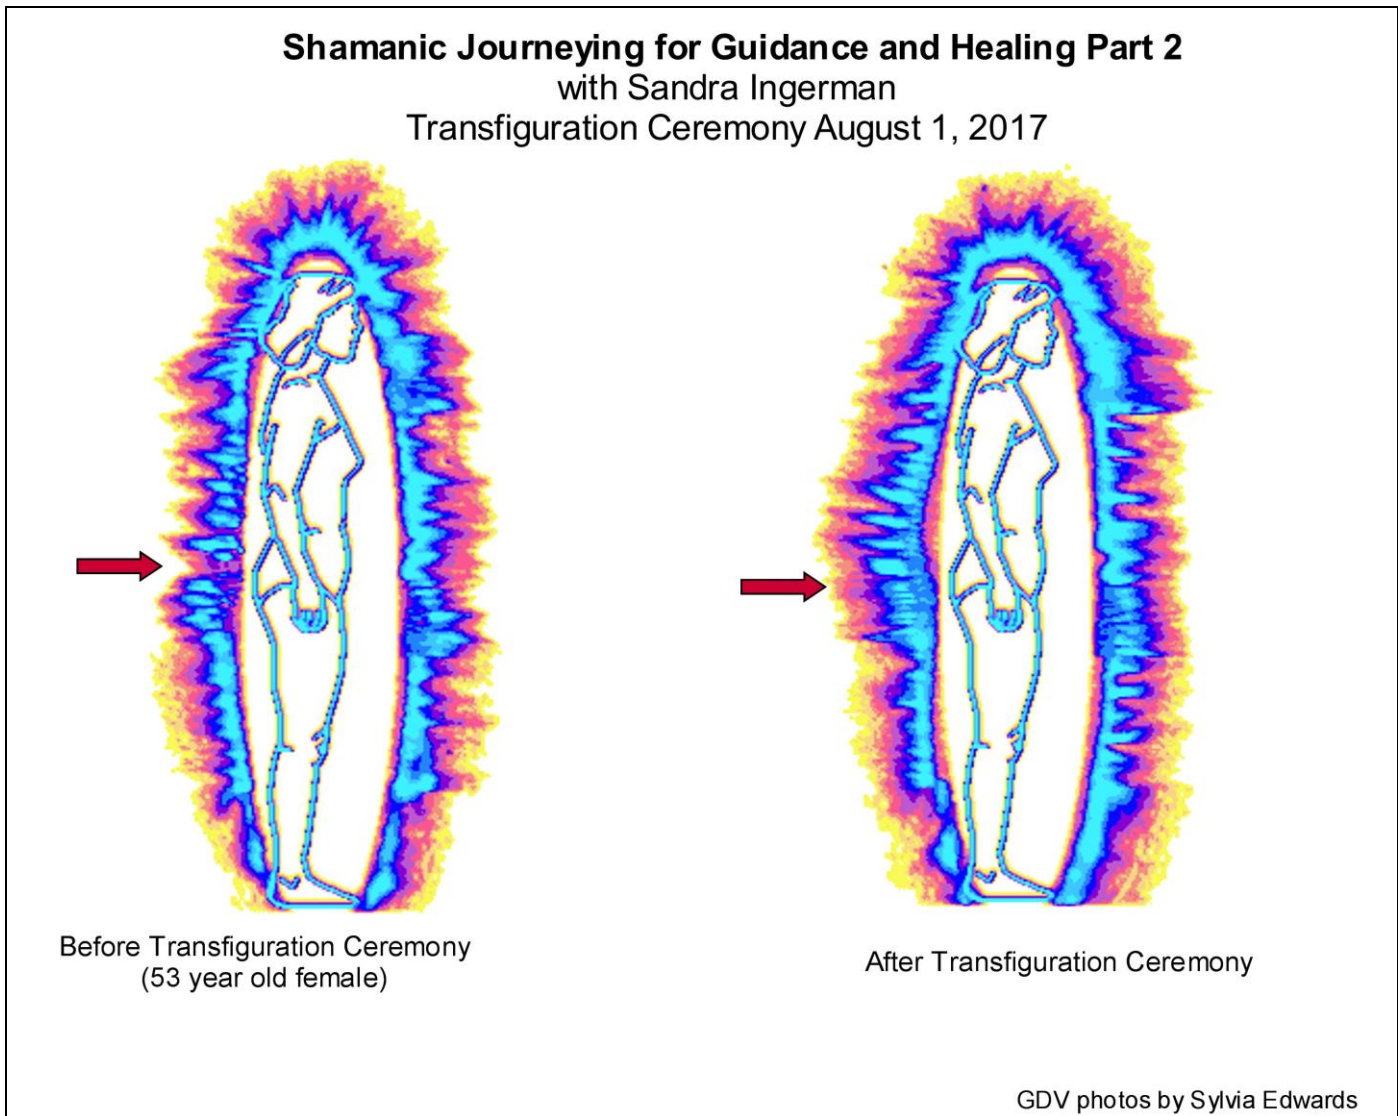 Shamanic Journeying for Guidance and Healing Part 2
with Sandra Ingerman
Transfiguration Ceremony August 1, 2017
Before Transfiguration Ceremony
(53 year old female)
After Transfiguration Ceremony
GDV photos by Sylvia Edwards